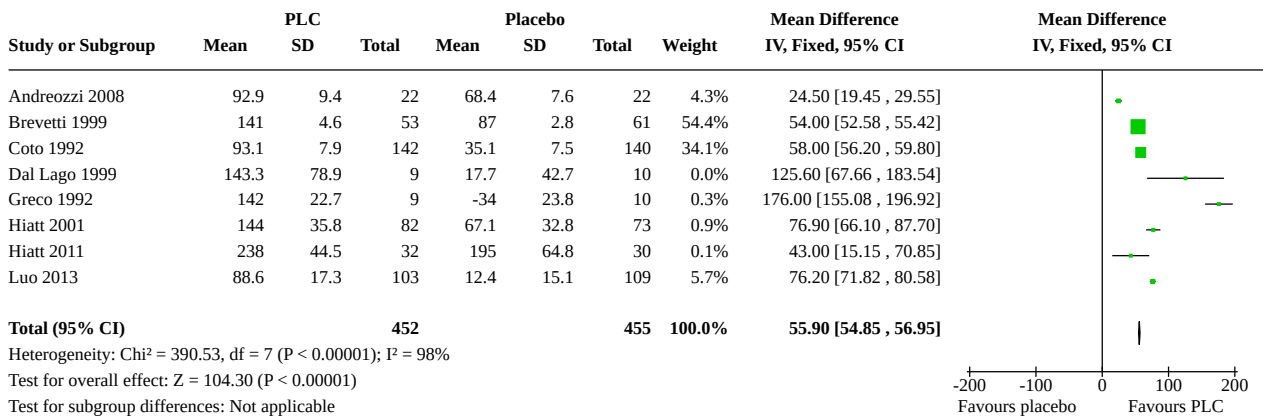 PLC Placebo Mean Difference Mean Difference
Study or Subgroup Mean SD Total Mean SD Total Weight IV, Fixed, 95% CI IV, Fixed, 95% CI
Andreozzi 2008 92.9 9.4 22 68.4 7.6 22 4.3% 24.50 [19.45 , 29.55]
Brevetti 1999 141 4.6 53 87 2.8 61 54.4% 54.00 [52.58 , 55.42]
Coto 1992 93.1 7.9 142 35.1 7.5 140 34.1% 58.00 [56.20 , 59.80]
Dal Lago 1999 143.3 78.9 9 17.7 42.7 10 0.0% 125.60 [67.66 , 183.54]
Greco 1992 142 22.7 9 -34 23.8 10 0.3% 176.00 [155.08 , 196.92]
Hiatt 2001 144 35.8 82 67.1 32.8 73 0.9% 76.90 [66.10 , 87.70]
Hiatt 2011 238 44.5 32 195 64.8 30 0.1% 43.00 [15.15 , 70.85]
Luo 2013 88.6 17.3 103 12.4 15.1 109 5.7% 76.20 [71.82 , 80.58]
Total (95% CI) 452 455 100.0% 55.90 [54.85 , 56.95]
Heterogeneity: Chi² = 390.53, df = 7 (P < 0.00001); I² = 98%
Test for overall effect: Z = 104.30 (P < 0.00001)
Test for subgroup differences: Not applicable
-200 -100 0 100 200
Favours placebo Favours PLC